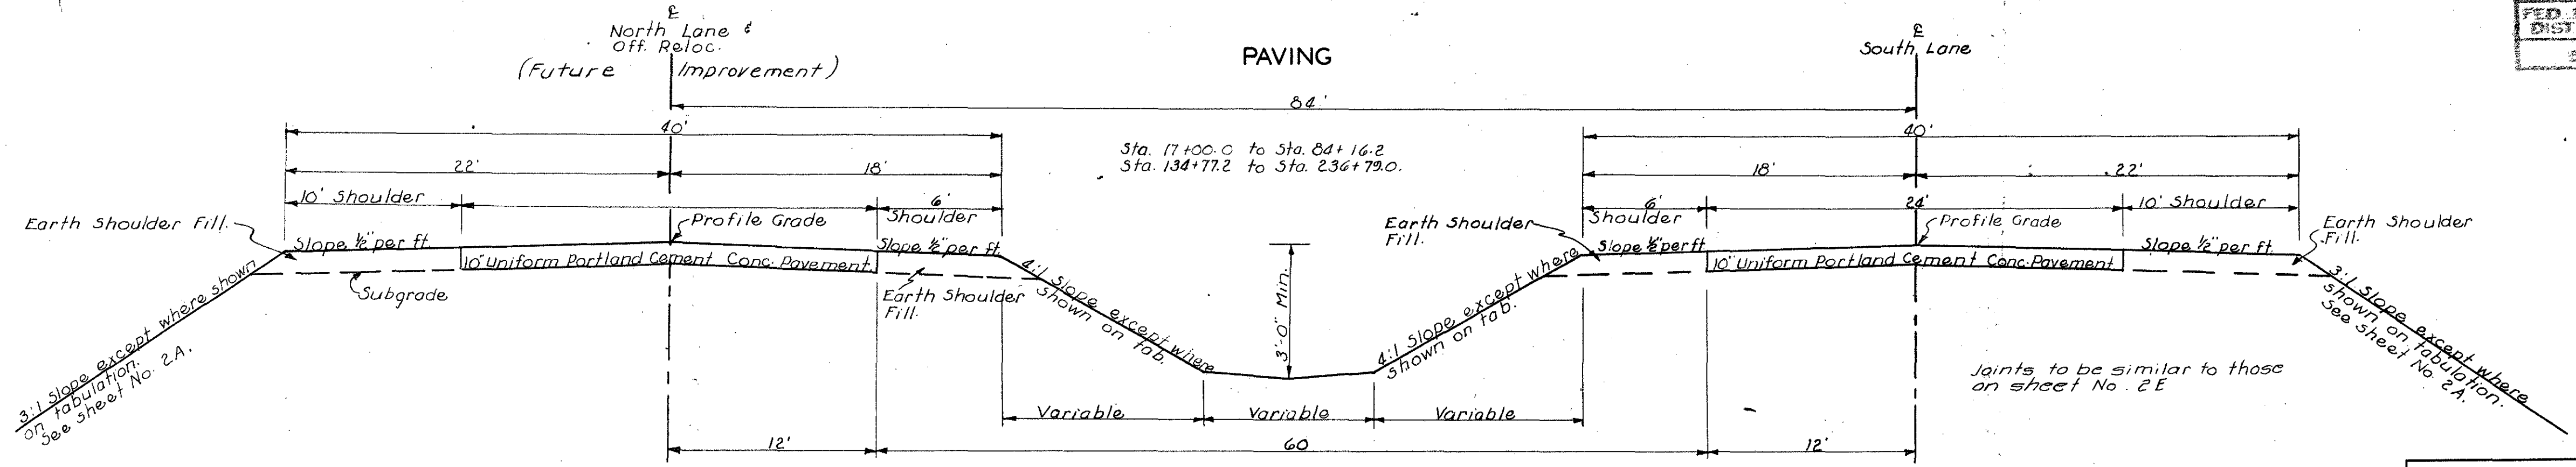 ℄
North Lane &
Off. Reloc.
(Future Improvement)
PAVING
℄
South Lane
FED.
DIST
84'
40'
40'
Sta. 17+00.0 to Sta. 84+16.2
Sta. 134+77.2 to Sta. 236+79.0.
22'
18'
18'
22'
10' Shoulder
6'
Shoulder
6'
Shoulder
24'
10' Shoulder
Earth Shoulder Fill.
Profile Grade
Earth Shoulder
Fill.
Profile Grade
Earth Shoulder
Fill.
Slope ½" per ft
Slope ½" per ft
Slope ½" per ft
Slope ½" per ft
10" Uniform Portland Cement Conc. Pavement
10" Uniform Portland Cement Conc. Pavement
Subgrade
Earth Shoulder
Fill.
3:1 Slope except where shown
on tabulation.
See sheet No. 2A.
4:1 Slope except where
shown on tab.
3'-0" Min.
4:1 Slope except where
shown on tab.
3:1 Slope except where
shown on tabulation.
See sheet No. 2A.
Joints to be similar to those
on sheet No. 2E
Variable
Variable
Variable
12'
60
12'